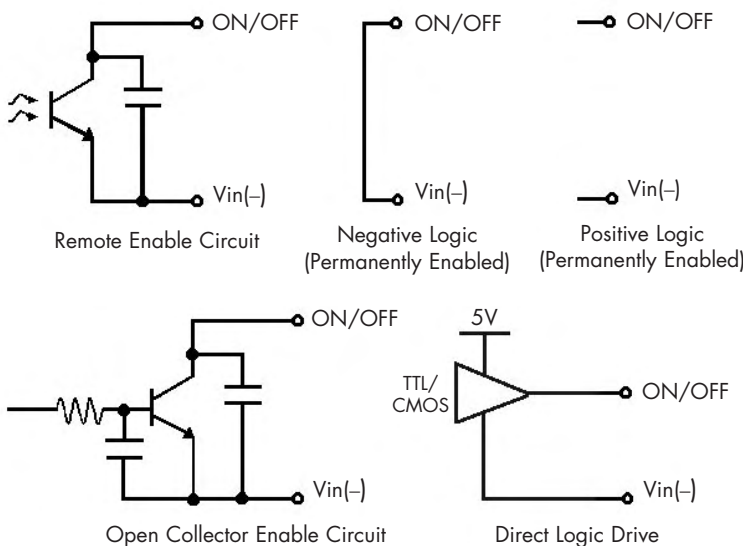 ON/OFF
Vin(–)
Remote Enable Circuit
ON/OFF
Vin(–)
Negative Logic
(Permanently Enabled)
ON/OFF
Vin(–)
Positive Logic
(Permanently Enabled)
ON/OFF
Vin(–)
Open Collector Enable Circuit
5V
TTL/
CMOS
ON/OFF
Vin(–)
Direct Logic Drive